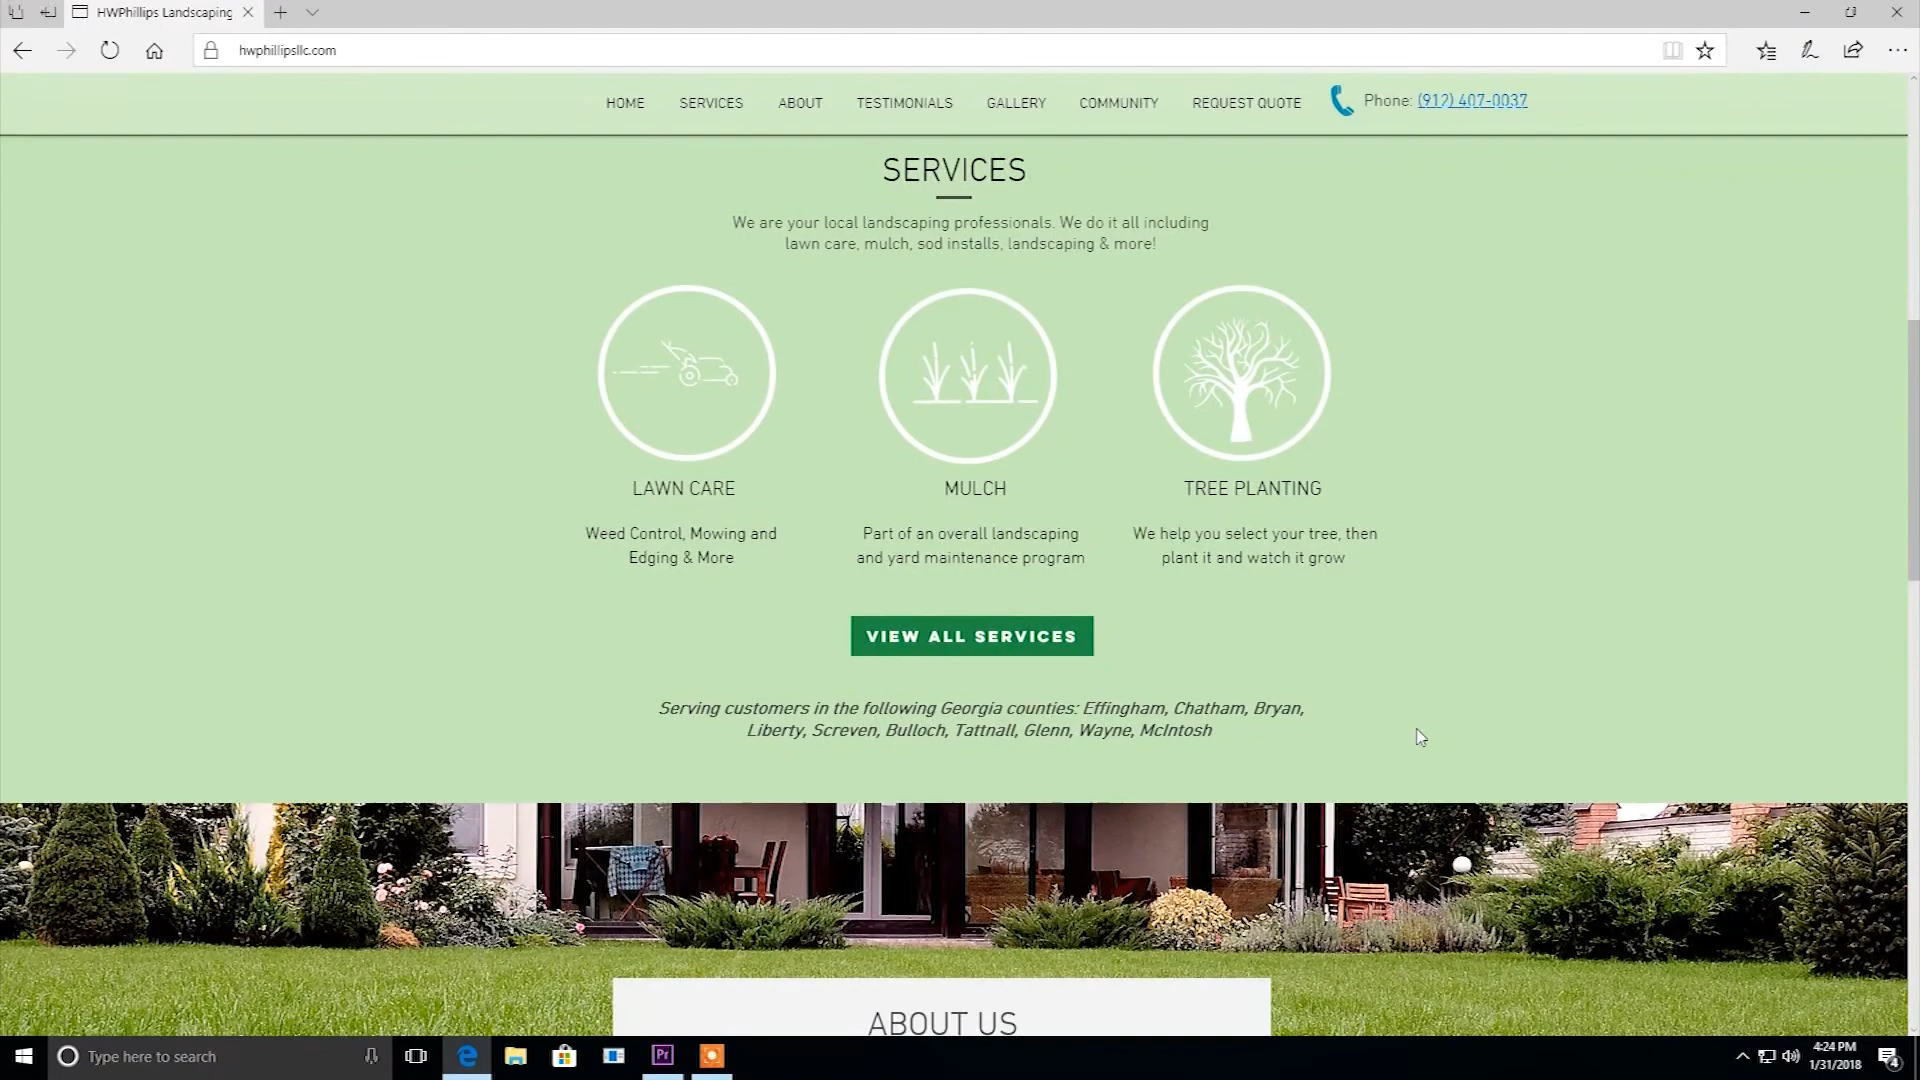 HWPhillips Landscaping
hwphillipsllc.com
HOME SERVICES ABOUT TESTIMONIALS GALLERY COMMUNITY REQUEST QUOTE Phone: (912) 407-0037
SERVICES
We are your local landscaping professionals. We do it all including
lawn care, mulch, sod installs, landscaping & more!
LAWN CARE
Weed Control, Mowing and
Edging & More
MULCH
Part of an overall landscaping
and yard maintenance program
TREE PLANTING
We help you select your tree, then
plant it and watch it grow
VIEW ALL SERVICES
Serving customers in the following Georgia counties: Effingham, Chatham, Bryan,
Liberty, Screven, Bulloch, Tattnall, Glenn, Wayne, McIntosh
ABOUT US
Type here to search
Pr
4:24 PM
1/31/2018
4